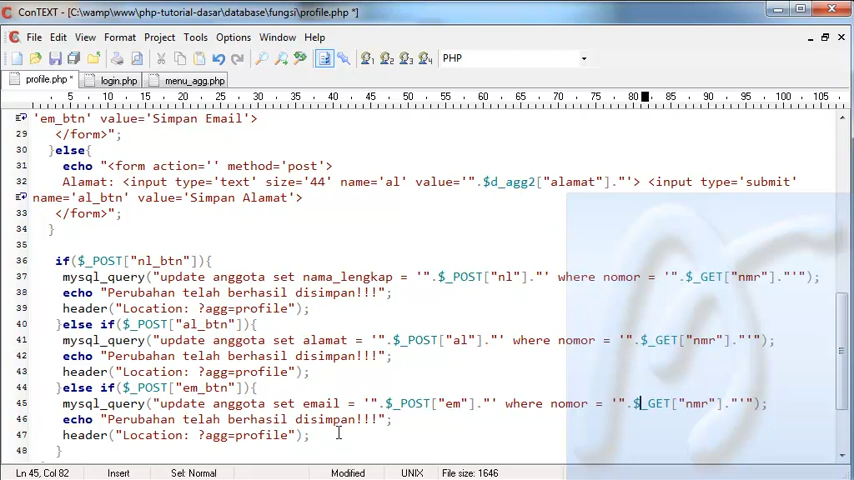 ConTEXT - [C:\wamp\www\php-tutorial-dasar\database\fungsi\profile.php *]
File Edit View Format Project Tools Options Window Help
1 2 3 4 PHP
profile.php * login.php menu_agg.php
0 5 10 15 20 25 30 35 40 45 50 55 60 65 70 75 80 85 90 95 100 105
'em_btn' value='Simpan Email'>
29 </form>";
30 }else{
31 echo "<form action='' method='post'>
32 Alamat: <input type='text' size='44' name='al' value='".$d_agg2["alamat"]."'> <input type='submit'
name='al_btn' value='Simpan Alamat'>
33 </form>";
34 }
35
36 if($_POST["nl_btn"]){
37 mysql_query("update anggota set nama_lengkap = '".$_POST["nl"]."' where nomor = '".$_GET["nmr"]."'");
38 echo "Perubahan telah berhasil disimpan!!!";
39 header("Location: ?agg=profile");
40 }else if($_POST["al_btn"]){
41 mysql_query("update anggota set alamat = '".$_POST["al"]."' where nomor = '".$_GET["nmr"]."'");
42 echo "Perubahan telah berhasil disimpan!!!";
43 header("Location: ?agg=profile");
44 }else if($_POST["em_btn"]){
45 mysql_query("update anggota set email = '".$_POST["em"]."' where nomor = '".$_GET["nmr"]."'");
46 echo "Perubahan telah berhasil disimpan!!!";
47 header("Location: ?agg=profile");
48 }
Ln 45, Col 82 Insert Sel: Normal Modified UNIX File size: 1646